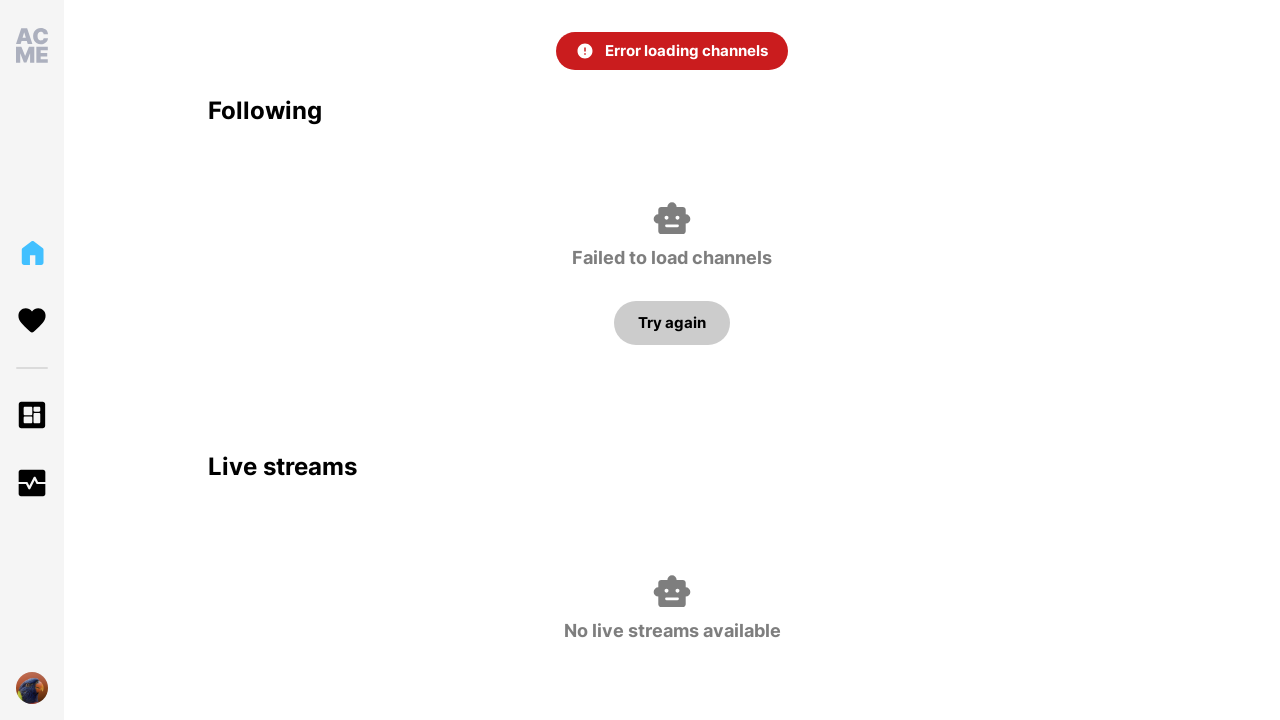 AC
ME
Error loading channels
Following
Failed to load channels
Try again
Live streams
No live streams available